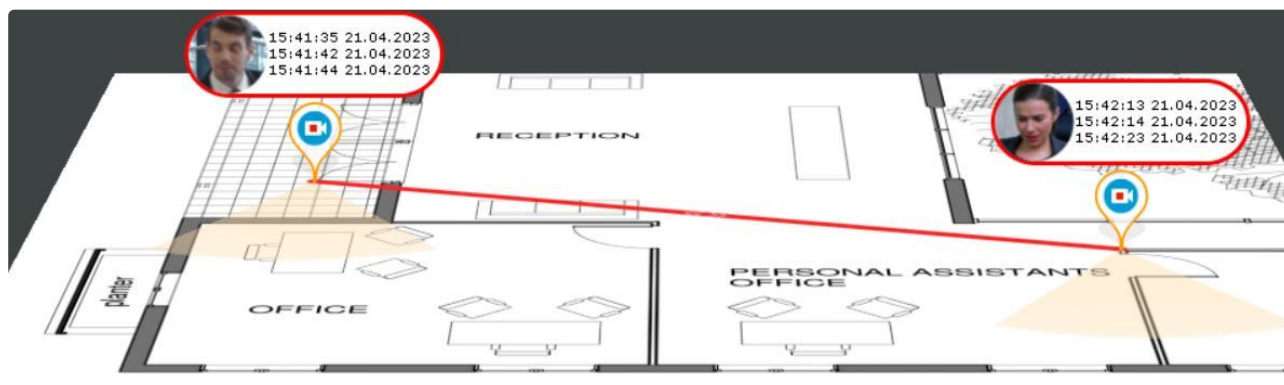 15:41:35 21.04.2023
15:41:42 21.04.2023
15:41:44 21.04.2023
15:42:13 21.04.2023
15:42:14 21.04.2023
15:42:23 21.04.2023
RECEPTION
PERSONAL ASSISTANTS
OFFICE
OFFICE
planter